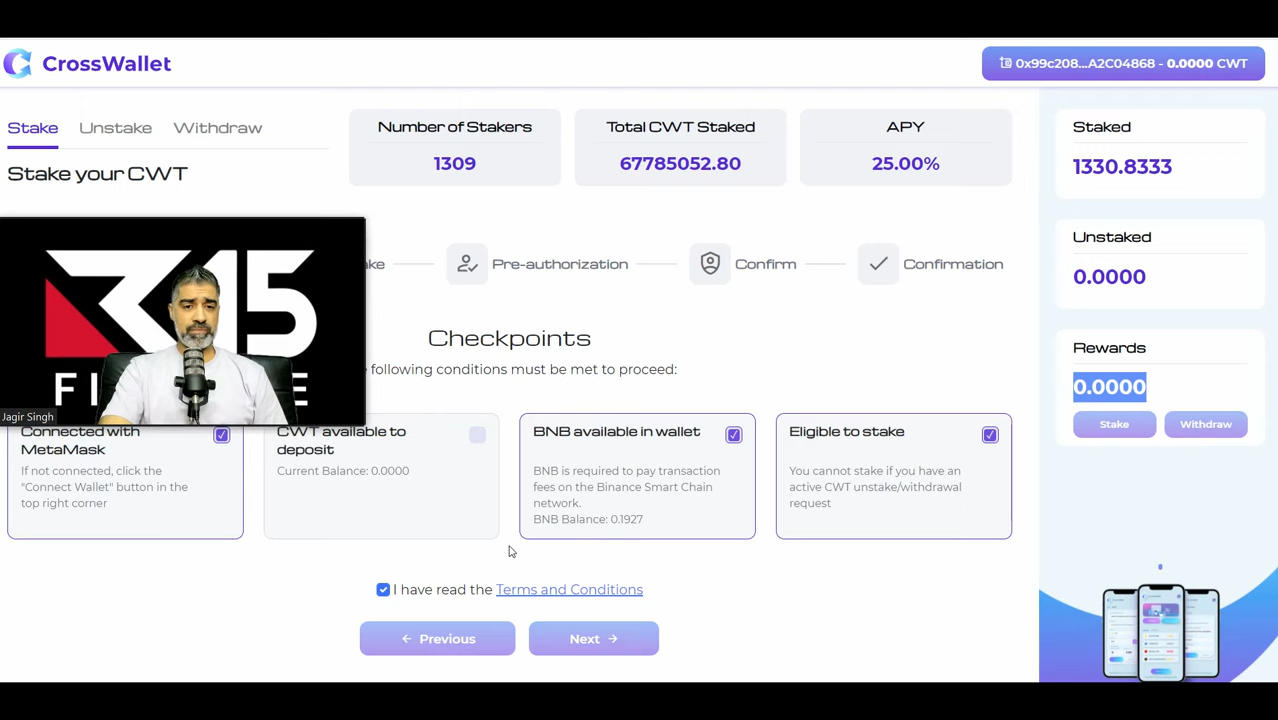 CrossWallet
0x99c208...A2C04868 - 0.0000 CWT
Stake
Unstake
Withdraw
Stake your CWT
Number of Stakers
1309
Total CWT Staked
67785052.80
APY
25.00%
Staked
1330.8333
Unstaked
0.0000
Rewards
0.0000
Stake
Withdraw
Pre-authorization
Confirm
Confirmation
Checkpoints
following conditions must be met to proceed:
Connected with
MetaMask
If not connected, click the
"Connect Wallet" button in the
top right corner
CWT available to
deposit
Current Balance: 0.0000
BNB available in wallet
BNB is required to pay transaction
fees on the Binance Smart Chain
network.
BNB Balance: 0.1927
Eligible to stake
You cannot stake if you have an
active CWT unstake/withdrawal
request
I have read the Terms and Conditions
← Previous
Next →
Jagir Singh